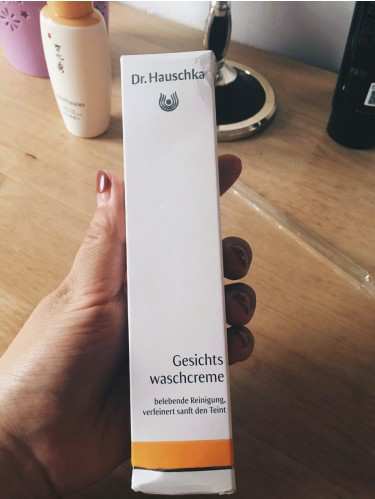 Dr. Hauschka
Gesichts
waschcreme
belebende Reinigung,
verfeinert sanft den Teint